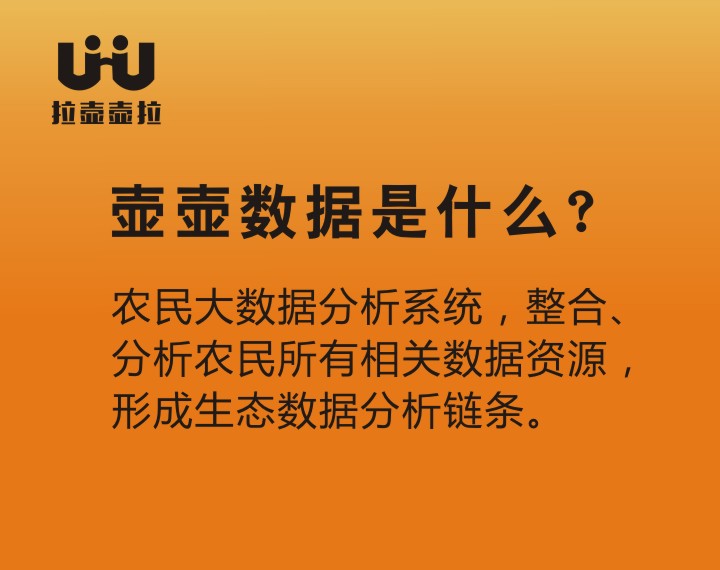 拉壶壶拉
壶壶数据是什么？
农民大数据分析系统，整合、
分析农民所有相关数据资源，
形成生态数据分析链条。